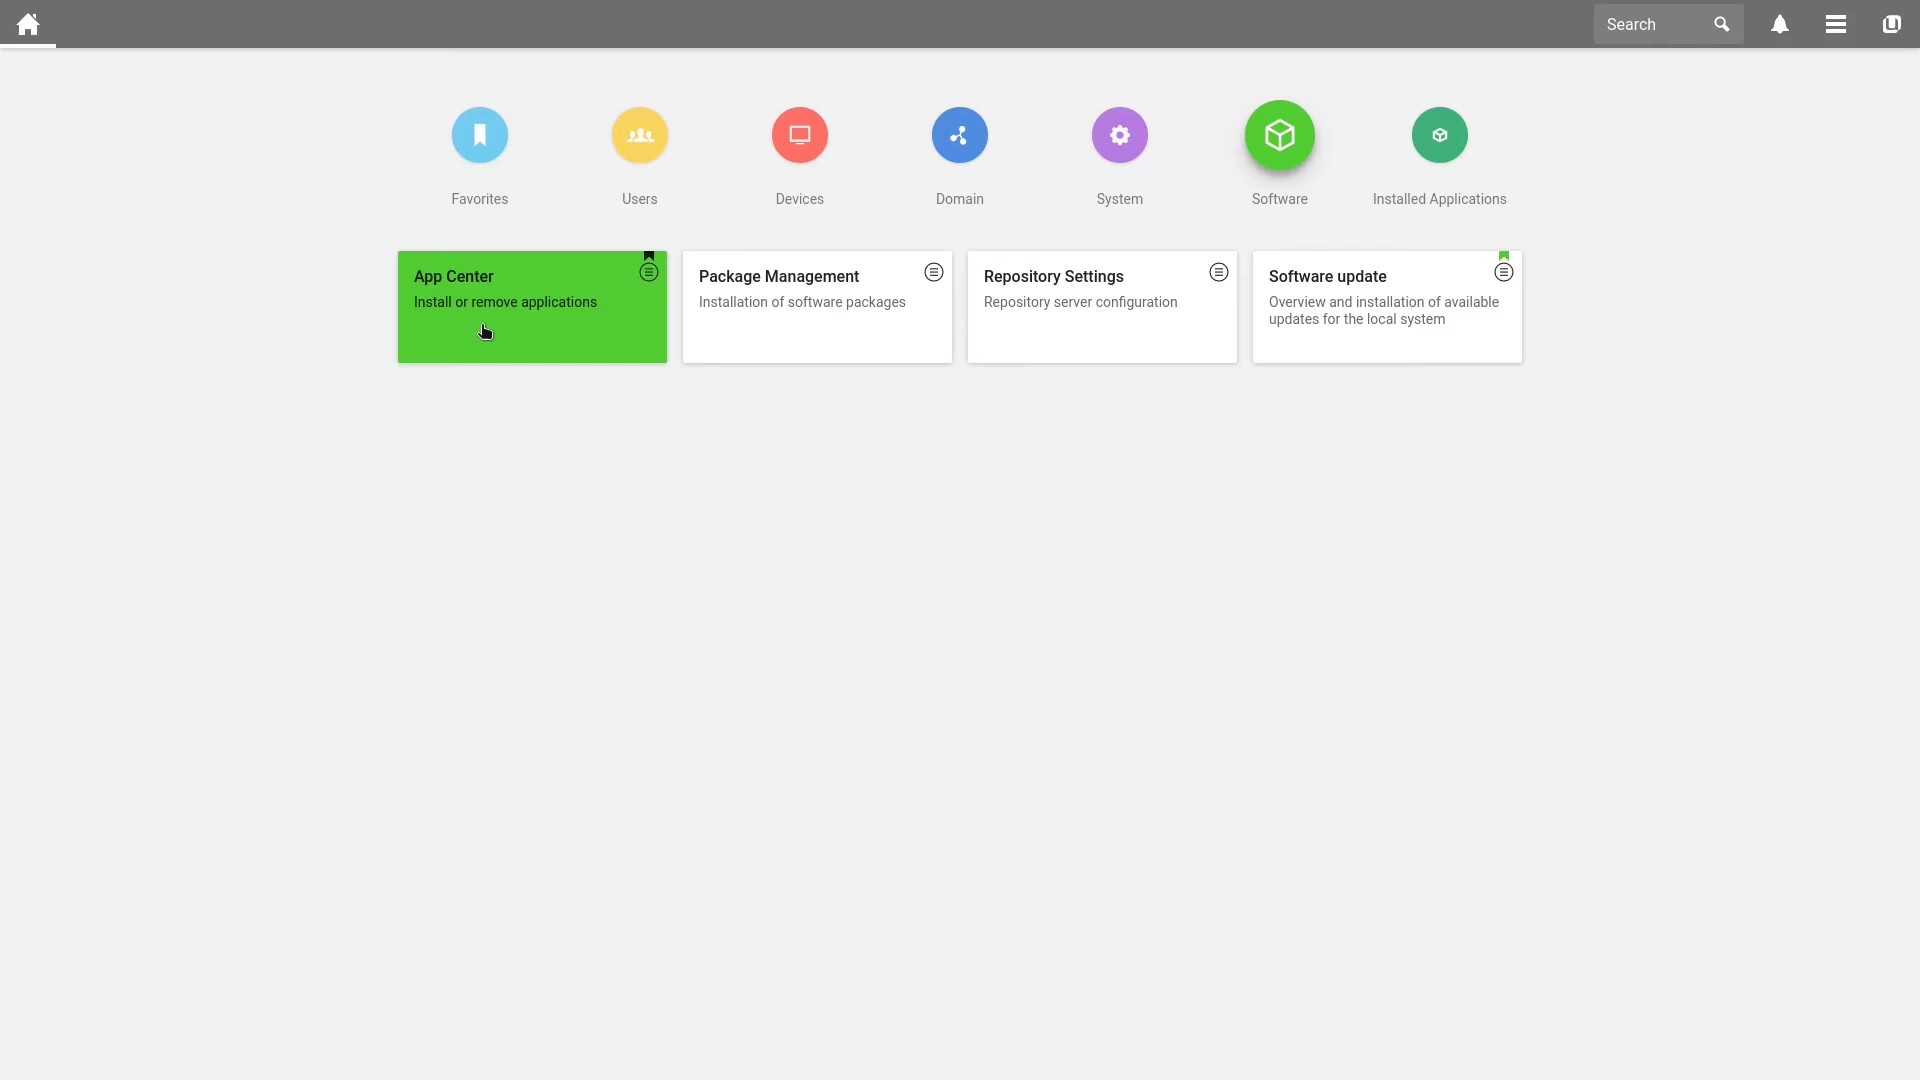 Search
Favorites
Users
Devices
Domain
System
Software
Installed Applications
App Center
Install or remove applications
Package Management
Installation of software packages
Repository Settings
Repository server configuration
Software update
Overview and installation of available
updates for the local system